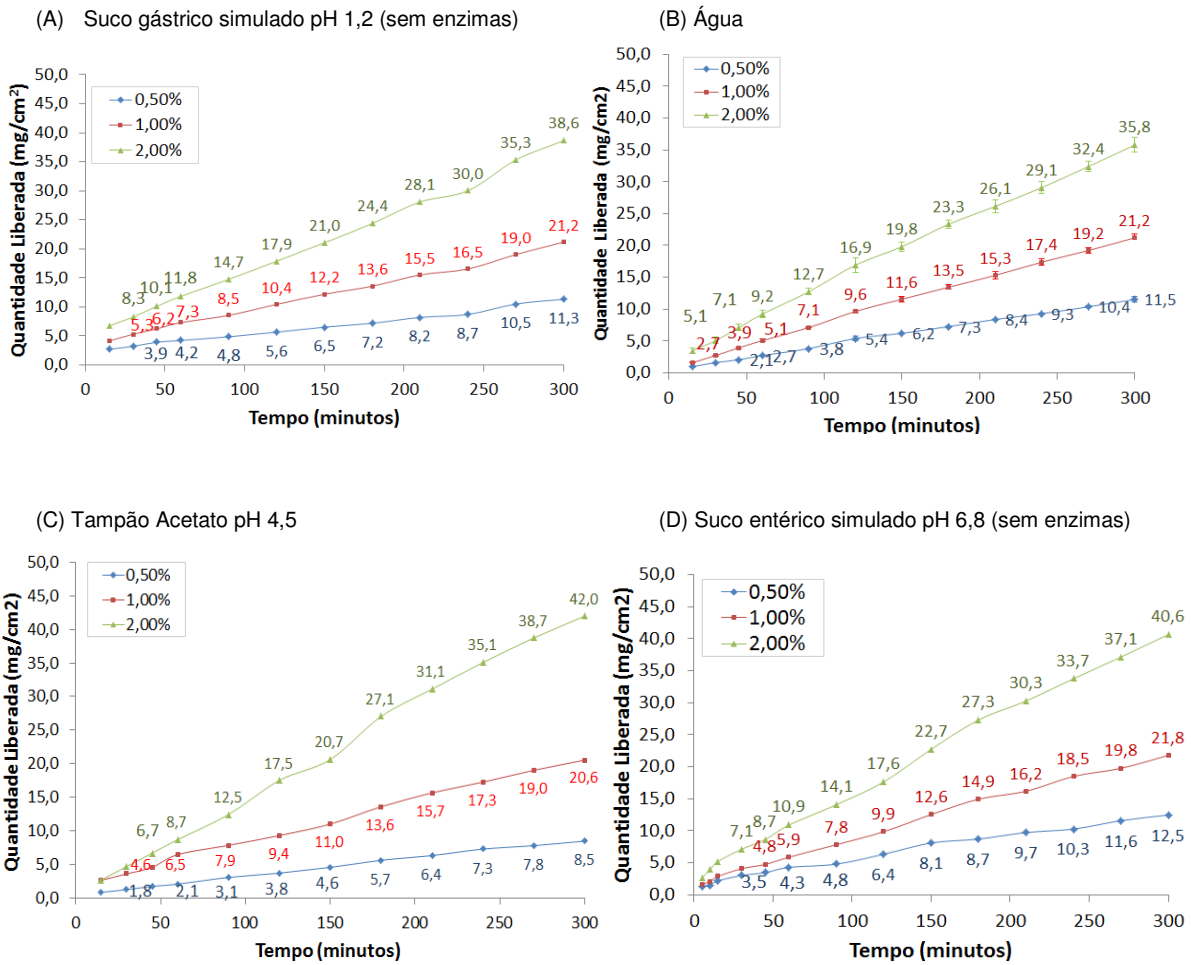 (A) Suco gástrico simulado pH 1,2 (sem enzimas)
Quantidade Liberada (mg/cm²)
50,0
45,0
40,0
35,0
30,0
25,0
20,0
15,0
10,0
5,0
0,0
0,50%
1,00%
2,00%
8,3 10,1 11,8 14,7 17,9 21,0 24,4 28,1 30,0 35,3 38,6
5,3 6,2 7,3 8,5 10,4 12,2 13,6 15,5 16,5 19,0 21,2
3,9 4,2 4,8 5,6 6,5 7,2 8,2 8,7 10,5 11,3
0 50 100 150 200 250 300
Tempo (minutos)
(B) Água
Quantidade Liberada (mg/cm2)
50,0
45,0
40,0
35,0
30,0
25,0
20,0
15,0
10,0
5,0
0,0
0,50%
1,00%
2,00%
5,1 7,1 9,2 12,7 16,9 19,8 23,3 26,1 29,1 32,4 35,8
2,7 3,9 5,1 7,1 9,6 11,6 13,5 15,3 17,4 19,2 21,2
2,1 2,7 3,8 5,4 6,2 7,3 8,4 9,3 10,4 11,5
0 50 100 150 200 250 300
Tempo (minutos)
(C) Tampão Acetato pH 4,5
Quantidade Liberada (mg/cm2)
50,0
45,0
40,0
35,0
30,0
25,0
20,0
15,0
10,0
5,0
0,0
0,50%
1,00%
2,00%
6,7 8,7 12,5 17,5 20,7 27,1 31,1 35,1 38,7 42,0
4,6 6,5 7,9 9,4 11,0 13,6 15,7 17,3 19,0 20,6
1,8 2,1 3,1 3,8 4,6 5,7 6,4 7,3 7,8 8,5
0 50 100 150 200 250 300
Tempo (minutos)
(D) Suco entérico simulado pH 6,8 (sem enzimas)
Quantidade Liberada (mg/cm2)
50,0
45,0
40,0
35,0
30,0
25,0
20,0
15,0
10,0
5,0
0,0
0,50%
1,00%
2,00%
7,1 8,7 10,9 14,1 17,6 22,7 27,3 30,3 33,7 37,1 40,6
4,8 5,9 7,8 9,9 12,6 14,9 16,2 18,5 19,8 21,8
3,5 4,3 4,8 6,4 8,1 8,7 9,7 10,3 11,6 12,5
0 50 100 150 200 250 300
Tempo (minutos)